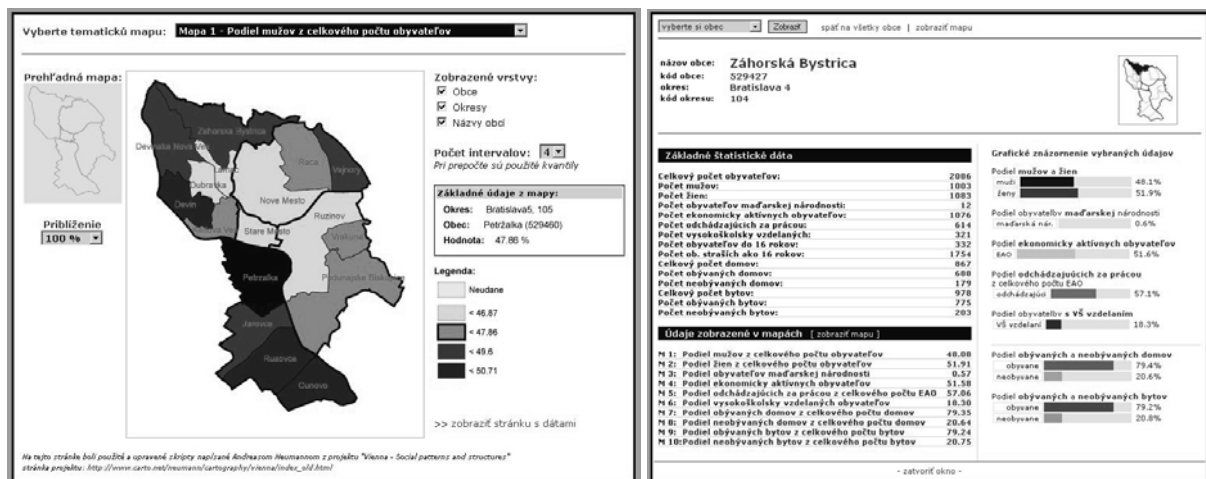 Vyberte tematickú mapu: Mapa 1 - Podiel mužov z celkového počtu obyvateľov
Prehľadná mapa:
Priblíženie
100 %
Záhorská Bystrica
Devínska Nová Ves
Lamač
Dubravka
Devín
Raca
Vajnory
Nove Mesto
Ruzinov
Stare Mesto
Vrakuna
Podunajske Biskupice
Petrzalka
Jarovce
Rusovce
Cunovo
Zobrazené vrstvy:
Obce
Okresy
Názvy obcí
Počet intervalov: 4
Pri prepočte sú použité kvantily
Základné údaje z mapy:
Okres: Bratislava5, 105
Obec: Petržalka (529460)
Hodnota: 47.86 %
Legenda:
Neudane
< 46.87
< 47.86
< 49.6
< 50.71
>> zobraziť stránku s dátami
Na tejto stránke boli použité a upravené skripty napísané Andreasom Neumannom z projektu "Vienna - Social patterns and structures"
stránka projektu: http://www.carto.net/neumann/cartography/vienna/index_old.html
vyberte si obec Zobraziť späť na všetky obce | zobraziť mapu
názov obce: Záhorská Bystrica
kód obce: 529427
okres: Bratislava 4
kód okresu: 104
Základné štatistické dáta
Celkový počet obyvateľov: 2086
Počet mužov: 1003
Počet žien: 1083
Počet obyvateľov maďarskej národnosti: 12
Počet ekonomicky aktívnych obyvateľov: 1076
Počet odchádzajúcich za prácou: 614
Počet vysokoškolsky vzdelaných: 321
Počet obyvateľov do 16 rokov: 332
Počet ob. straších ako 16 rokov: 1754
Celkový počet domov: 867
Počet obývaných domov: 688
Počet neobývaných domov: 179
Celkový počet bytov: 978
Počet obývaných bytov: 775
Počet neobývaných bytov: 203
Údaje zobrazené v mapách [ zobraziť mapu ]
M 1: Podiel mužov z celkového počtu obyvateľov 48.08
M 2: Podiel žien z celkového počtu obyvateľov 51.91
M 3: Podiel obyvateľov maďarskej národnosti 0.57
M 4: Podiel ekonomicky aktívnych obyvateľov 51.58
M 5: Podiel odchádzajúcich za prácou z celkového počtu EAO 57.06
M 6: Podiel vysokoškolsky vzdelaných obyvateľov 18.30
M 7: Podiel obývaných domov z celkového počtu domov 79.35
M 8: Podiel neobývaných domov z celkového počtu domov 20.64
M 9: Podiel obývaných bytov z celkového počtu bytov 79.24
M 10: Podiel neobývaných bytov z celkového počtu bytov 20.75
Grafické znázornenie vybraných údajov
Podiel mužov a žien
muži 48.1%
ženy 51.9%
Podiel obyvateľov maďarskej národnosti
maďarská nár. 0.6%
Podiel ekonomicky aktívnych obyvateľov
EAO 51.6%
Podiel odchádzajúcich za prácou
z celkového počtu EAO
odchádzajúci 57.1%
Podiel obyvateľov s VŠ vzdelaním
VŠ vzdelaní 18.3%
Podiel obývaných a neobývaných domov
obyvane 79.4%
neobyvane 20.6%
Podiel obývaných a neobývaných bytov
obyvane 79.2%
neobyvane 20.8%
- zatvoriť okno -